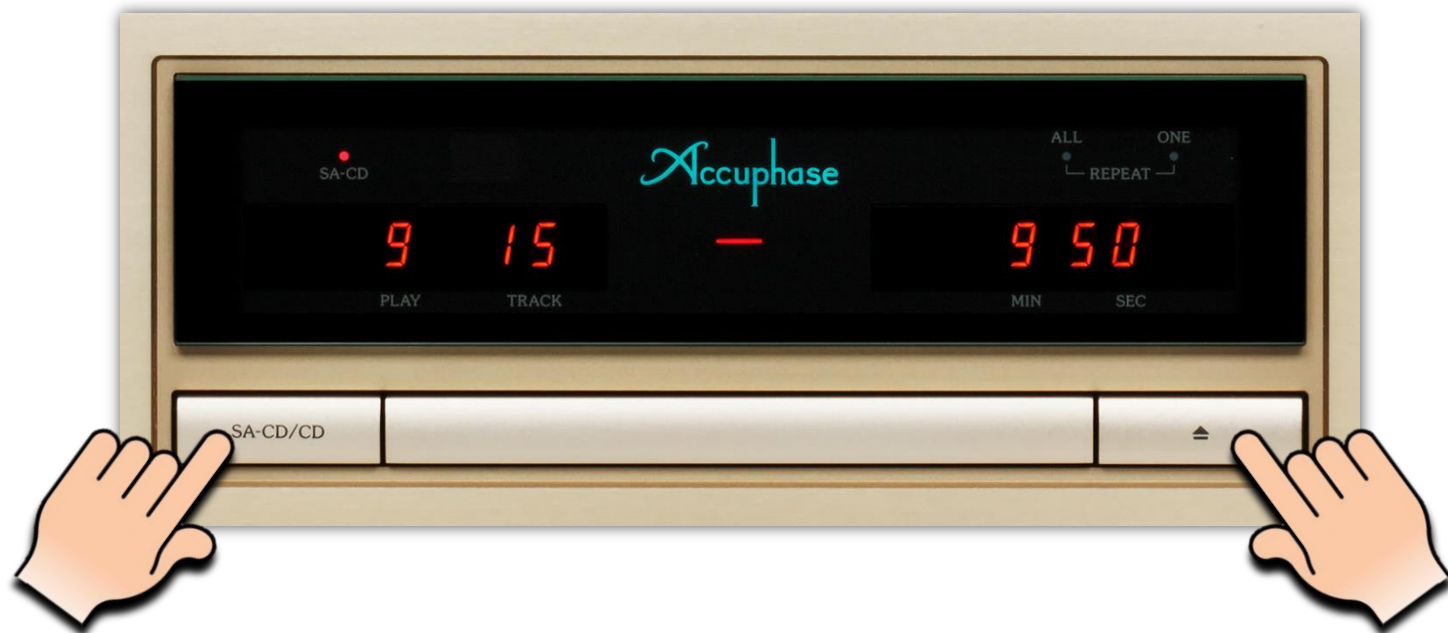 ALL ONE
SA-CD
REPEAT
Accuphase
9 15 9 50
PLAY TRACK MIN SEC
SA-CD/CD